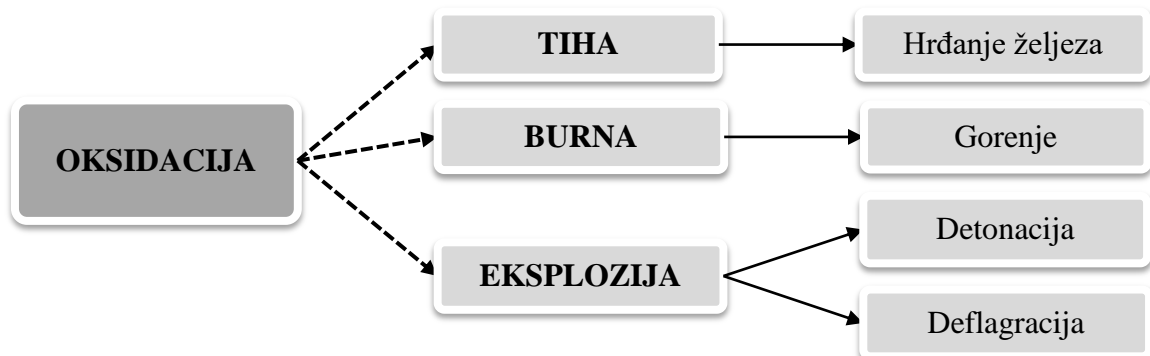 OKSIDACIJA
TIHA
Hrđanje željeza
BURNA
Gorenje
EKSPLOZIJA
Detonacija
Deflagracija